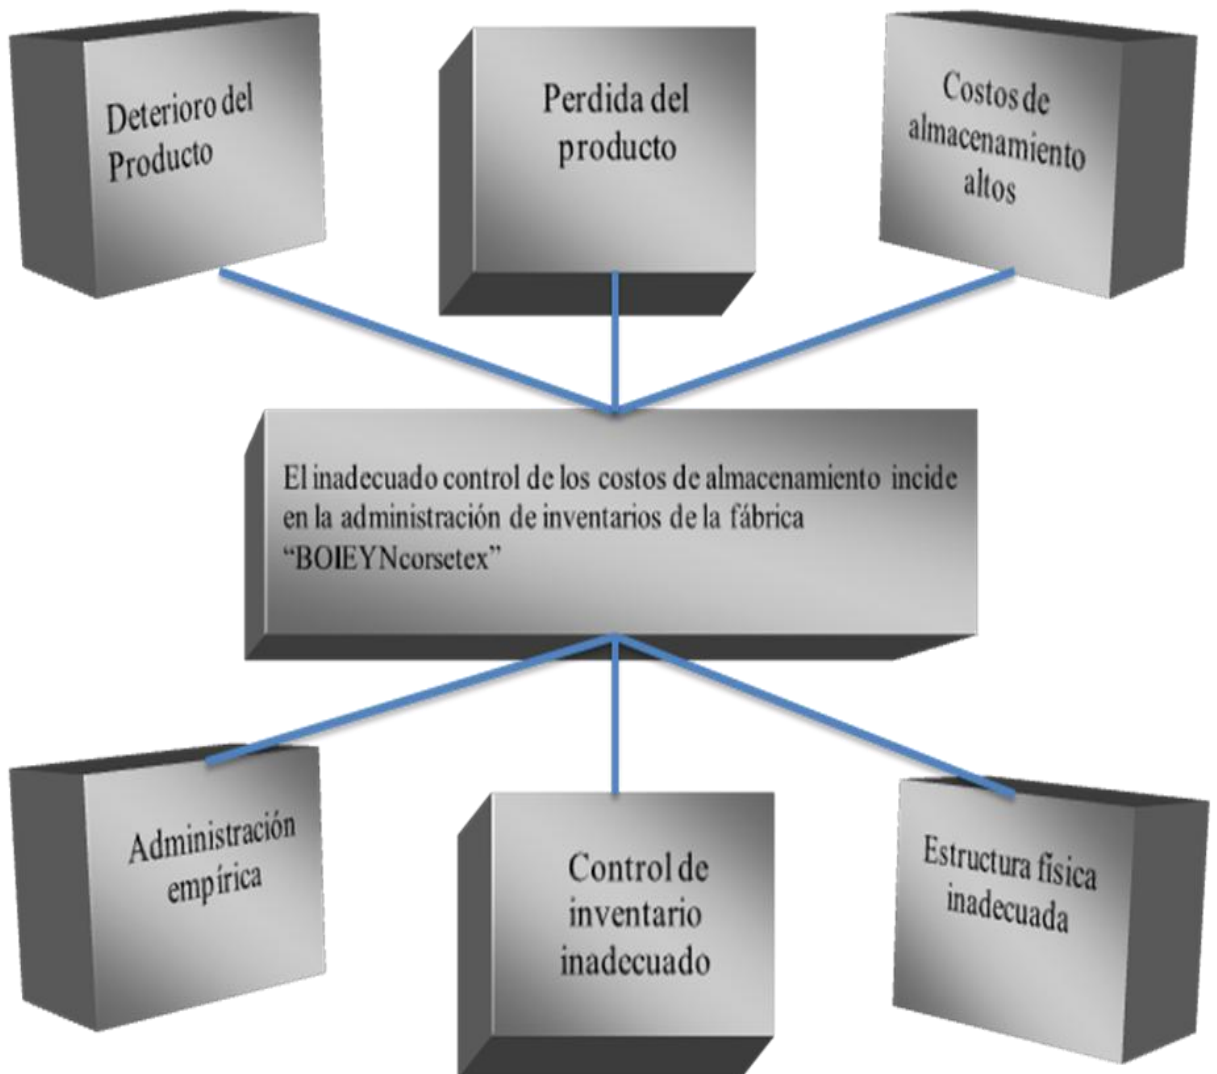 Deterioro del
Producto
Perdida del
producto
Costos de
almacenamiento
altos
El inadecuado control de los costos de almacenamiento incide
en la administración de inventarios de la fábrica
“BOIEYNcorsetex”
Administración
empírica
Control de
inventario
inadecuado
Estructura física
inadecuada